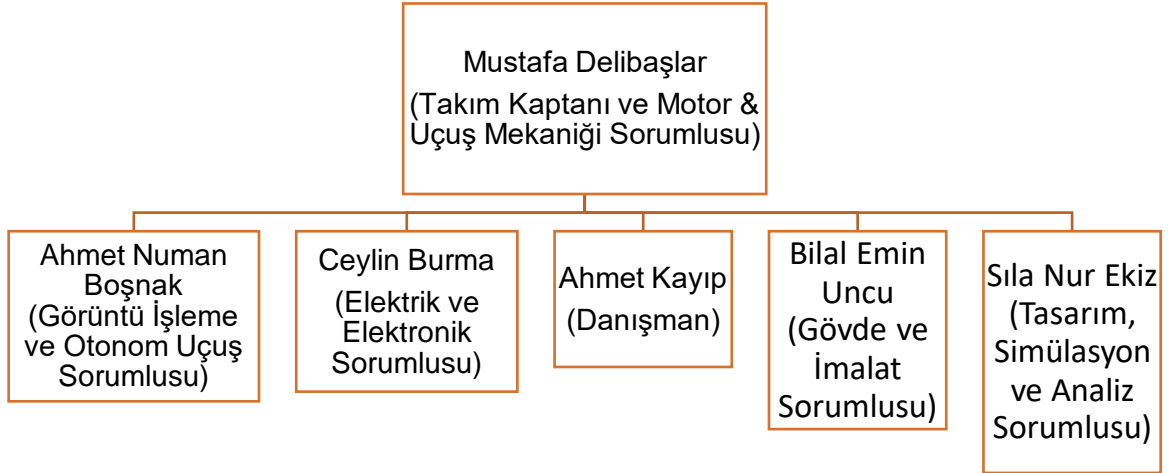 Mustafa Delibaşlar
(Takım Kaptanı ve Motor &
Uçuş Mekaniği Sorumlusu)
Ahmet Numan
Boşnak
(Görüntü İşleme
ve Otonom Uçuş
Sorumlusu)
Ceylin Burma
(Elektrik ve
Elektronik
Sorumlusu)
Ahmet Kayıp
(Danışman)
Bilal Emin
Uncu
(Gövde ve
İmalat
Sorumlusu)
Sıla Nur Ekiz
(Tasarım,
Simülasyon
ve Analiz
Sorumlusu)